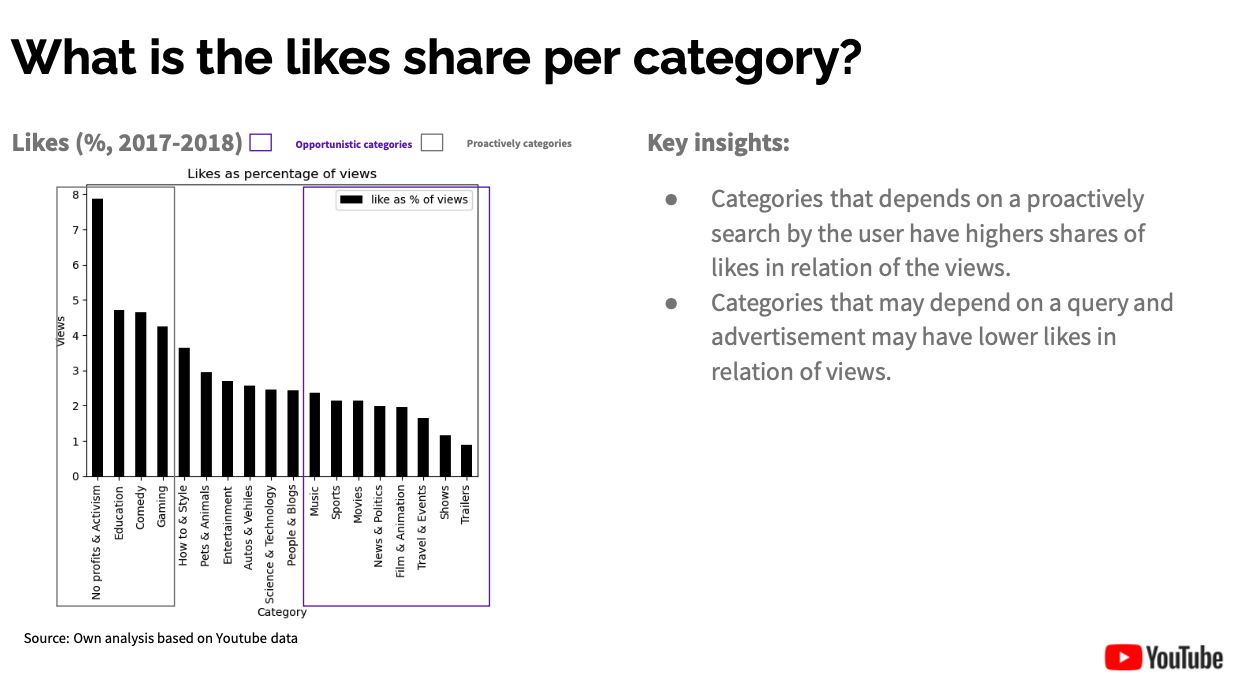 What is the likes share per category?
Likes (%, 2017-2018)
Opportunistic categories
Proactively categories
Likes as percentage of views
like as % of views
8
7
6
5
4
3
2
1
0
Views
No profits & Activism
Education
Comedy
Gaming
How to & Style
Pets & Animals
Entertainment
Autos & Vehiles
Science & Technology
People & Blogs
Music
Sports
Movies
News & Politics
Film & Animation
Travel & Events
Shows
Trailers
Category
Source: Own analysis based on Youtube data
Key insights:
● Categories that depends on a proactively
search by the user have highers shares of
likes in relation of the views.
● Categories that may depend on a query and
advertisement may have lower likes in
relation of views.
YouTube